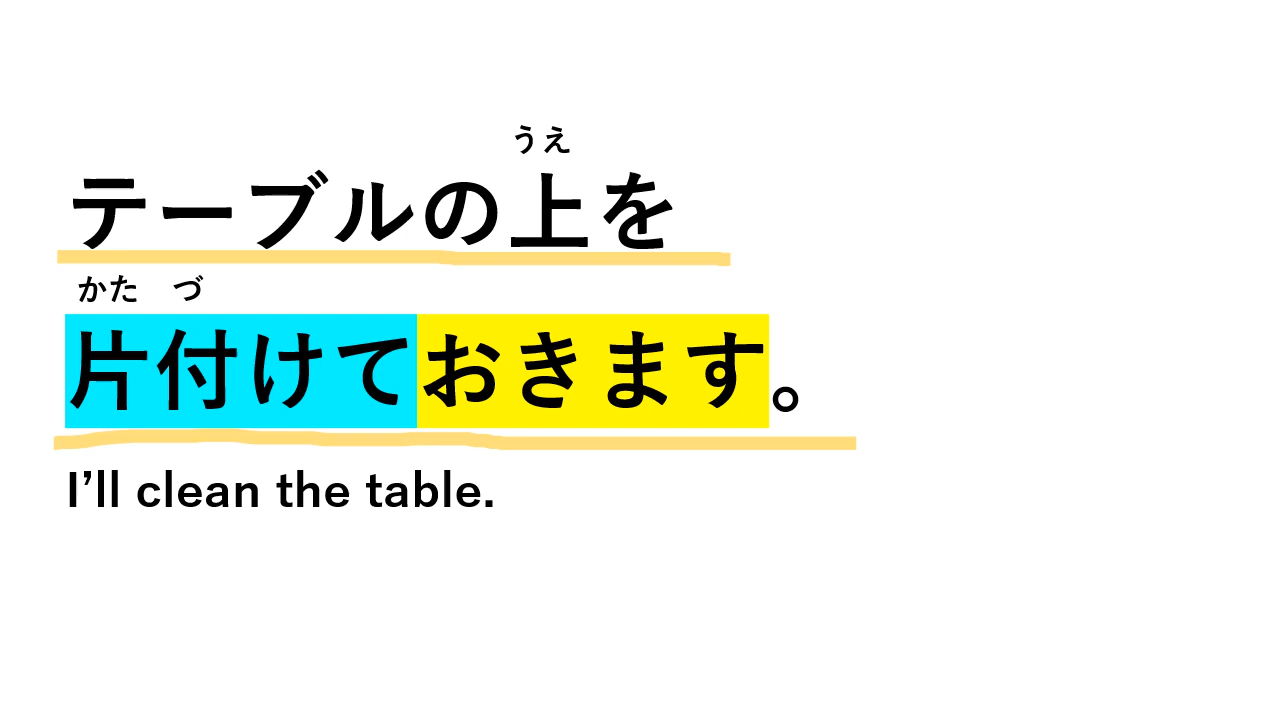 うえ
テーブルの上を
かた づ
片付けておきます。
I'll clean the table.